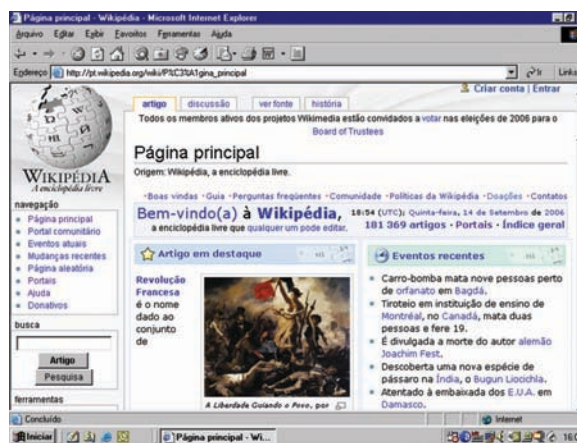 Página principal - Wikipédia - Microsoft Internet Explorer
Arquivo Editar Exibir Favoritos Ferramentas Ajuda
Endereço http://pt.wikipedia.org/wiki/P%C3%A1gina_principal Ir Links
Criar conta | Entrar
artigo discussão ver fonte história
Todos os membros ativos dos projetos Wikimedia estão convidados a votar nas eleições de 2006 para o
Board of Trustees
Página principal
Origem: Wikipédia, a enciclopédia livre.
WIKIPÉDIA
A enciclopédia livre
navegação
Página principal
Portal comunitário
Eventos atuais
Mudanças recentes
Página aleatória
Portais
Ajuda
Donativos
busca
Artigo
Pesquisa
ferramentas
·Boas vindas ·Guia ·Perguntas freqüentes ·Comunidade ·Políticas da Wikipédia ·Doações ·Contatos
Bem-vindo(a) à Wikipédia,
a enciclopédia livre que qualquer um pode editar.
18:54 (UTC); Quinta-feira, 14 de Setembro de 2006
181 369 artigos · Portais · Índice geral
Artigo em destaque
Revolução
Francesa
é o nome
dado ao
conjunto
de
A Liberdade Guiando o Povo, por
Eventos recentes
Carro-bomba mata nove pessoas perto
de orfanato em Bagdá.
Tiroteio em instituição de ensino de
Montréal, no Canadá, mata duas
pessoas e fere 19.
É divulgada a morte do autor alemão
Joachim Fest.
Descoberta uma nova espécie de
pássaro na Índia, o Bugun Liocichla.
Atentado à embaixada dos E.U.A. em
Damasco.
Concluído Internet
Iniciar Página principal - Wi...